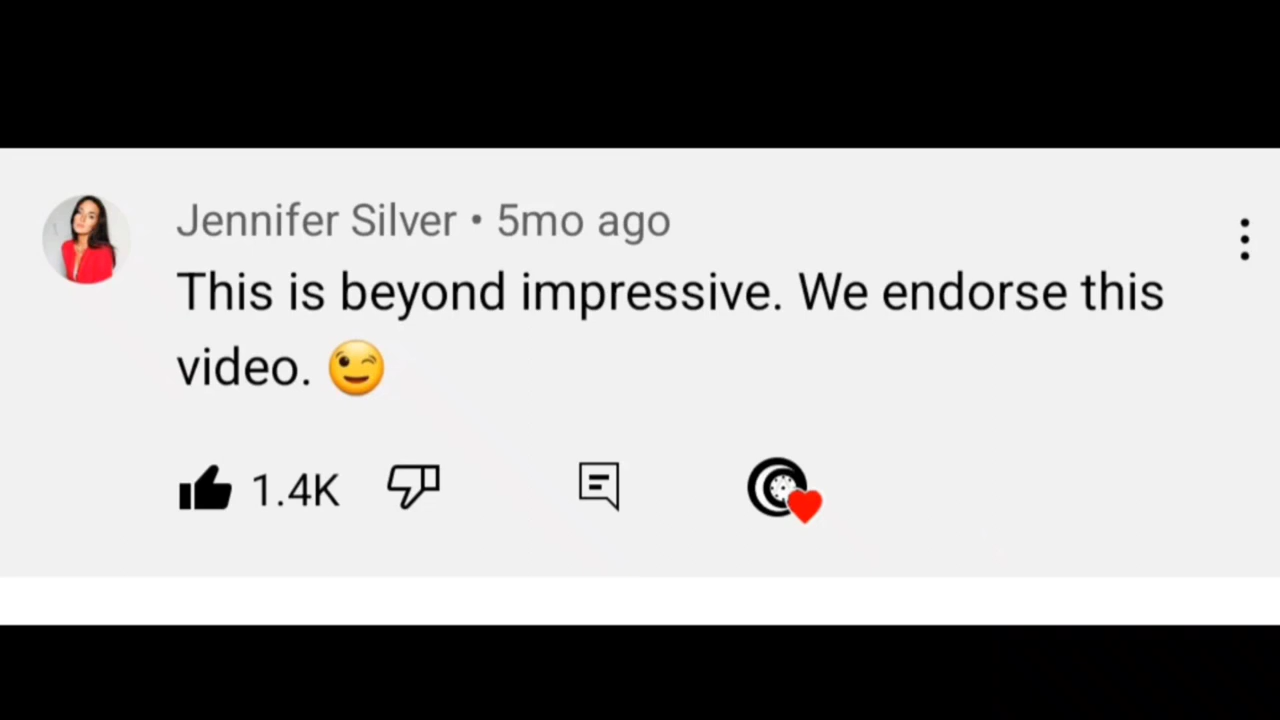 Jennifer Silver • 5mo ago
This is beyond impressive. We endorse this
video. 😉
1.4K